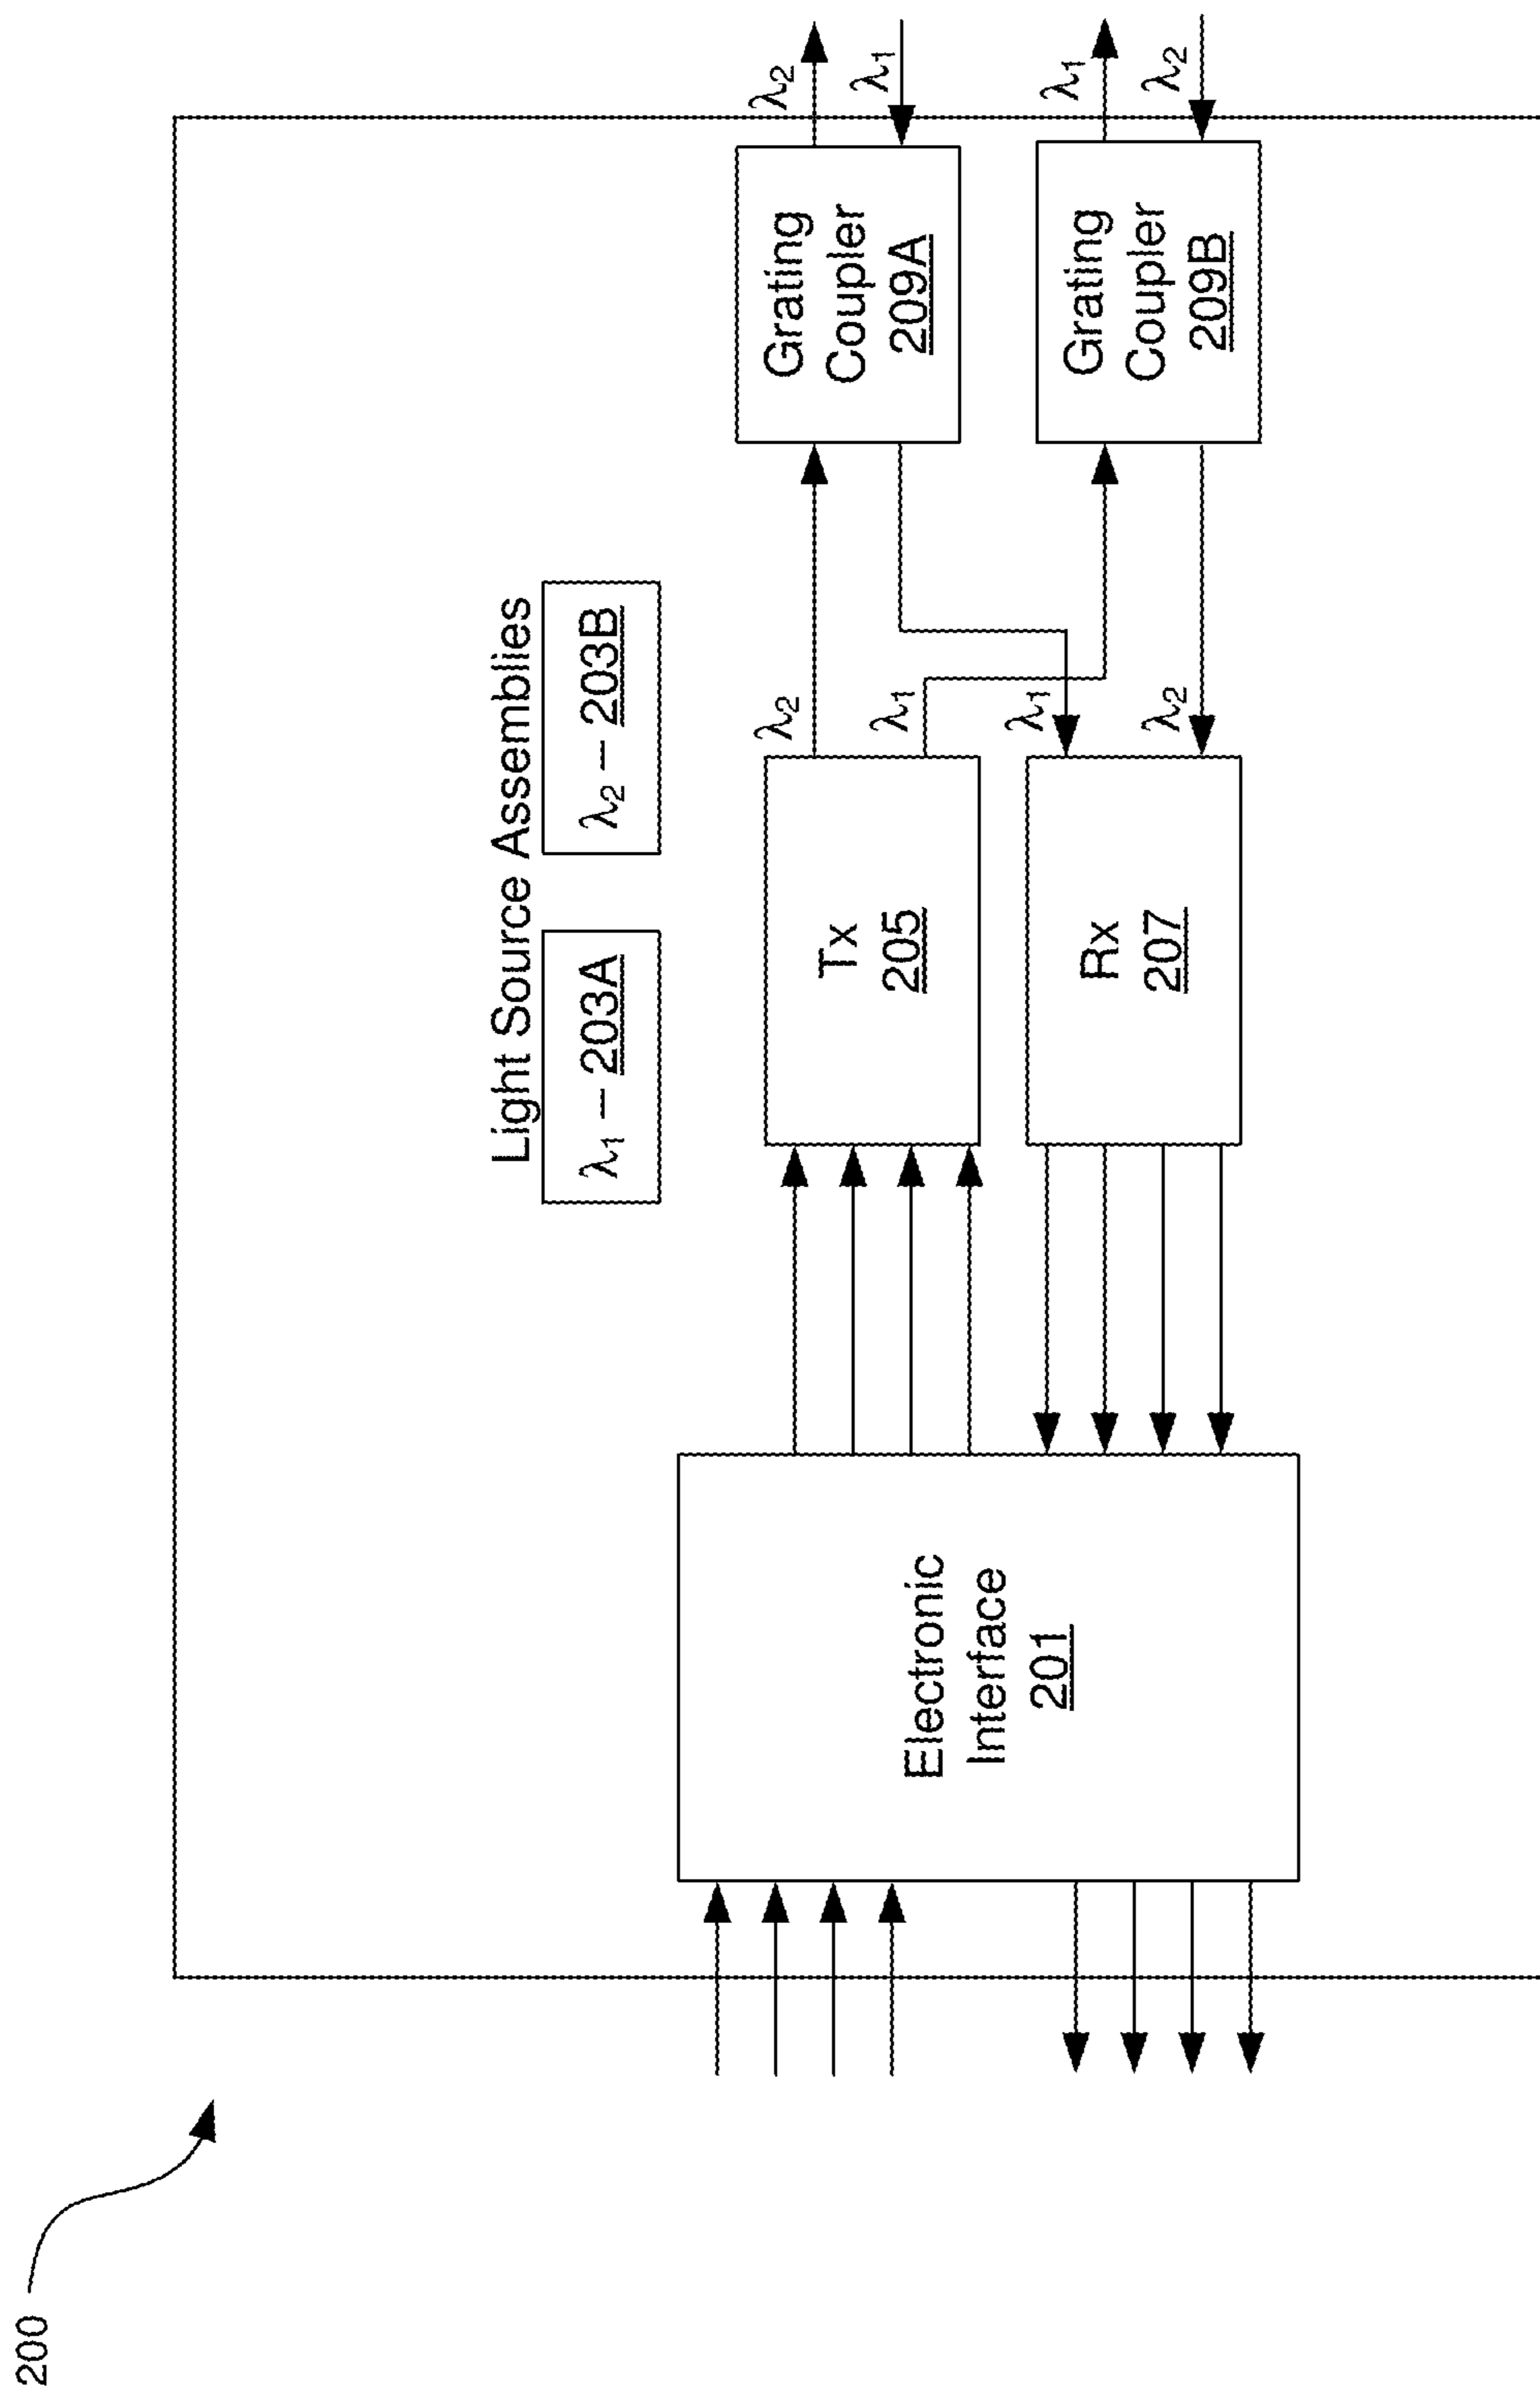 200
Light Source Assemblies
λ₁ – 203A
λ₂ – 203B
Electronic
Interface
201
Tx
205
Rx
207
λ₂
λ₁
λ₁
λ₂
Grating
Coupler
209A
Grating
Coupler
209B
λ₂
λ₁
λ₁
λ₂